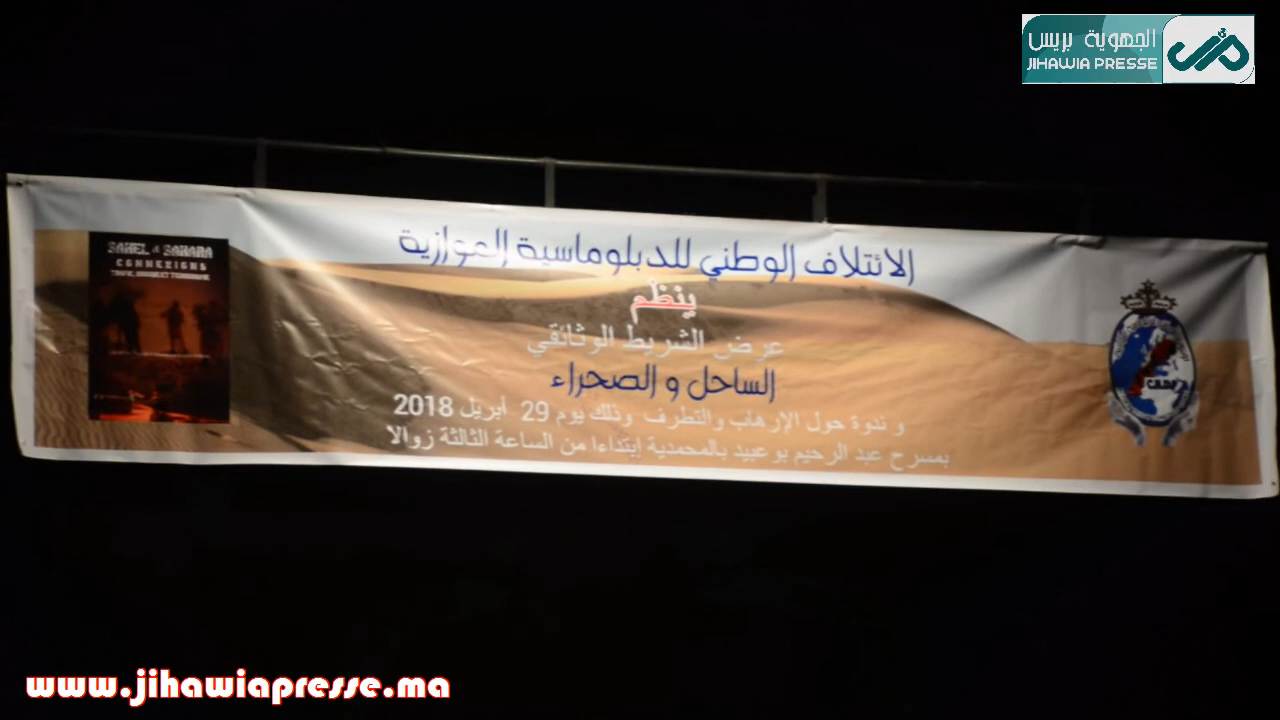 الجهوية بريس
JIHAWIA PRESSE
الائتلاف الوطني للدبلوماسية الموازية
ينظم
عرض الشريط الوثائقي
الساحل و الصحراء
و ندوة حول الإرهاب والتطرف وذلك يوم 29 أبريل 2018
بمسرح عبد الرحيم بوعبيد بالمحمدية إبتداءا من الساعة الثالثة زوالا
SAHEL & SAHARA
CONNEXIONS
www.jihawiapresse.ma